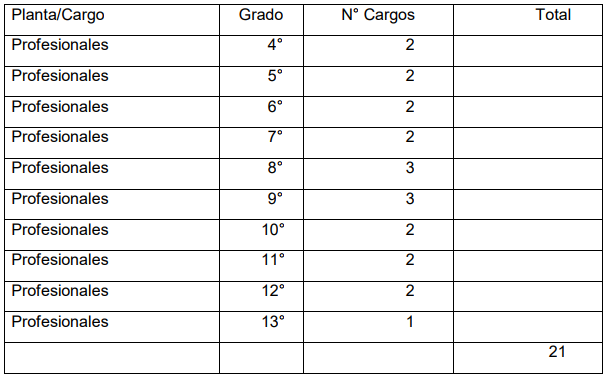 Planta/Cargo Grado N° Cargos Total
Profesionales 4° 2
Profesionales 5° 2
Profesionales 6° 2
Profesionales 7° 2
Profesionales 8° 3
Profesionales 9° 3
Profesionales 10° 2
Profesionales 11° 2
Profesionales 12° 2
Profesionales 13° 1
21